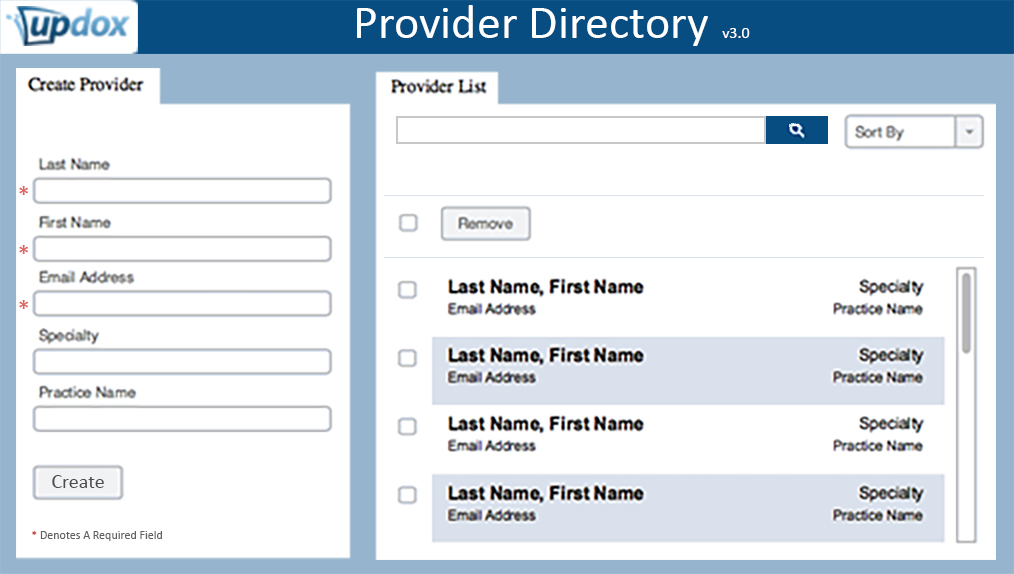 updox
Provider Directory v3.0
Create Provider
Last Name
*
First Name
*
Email Address
*
Specialty
Practice Name
Create
* Denotes A Required Field
Provider List
Sort By
Remove
Last Name, First Name Specialty
Email Address Practice Name
Last Name, First Name Specialty
Email Address Practice Name
Last Name, First Name Specialty
Email Address Practice Name
Last Name, First Name Specialty
Email Address Practice Name